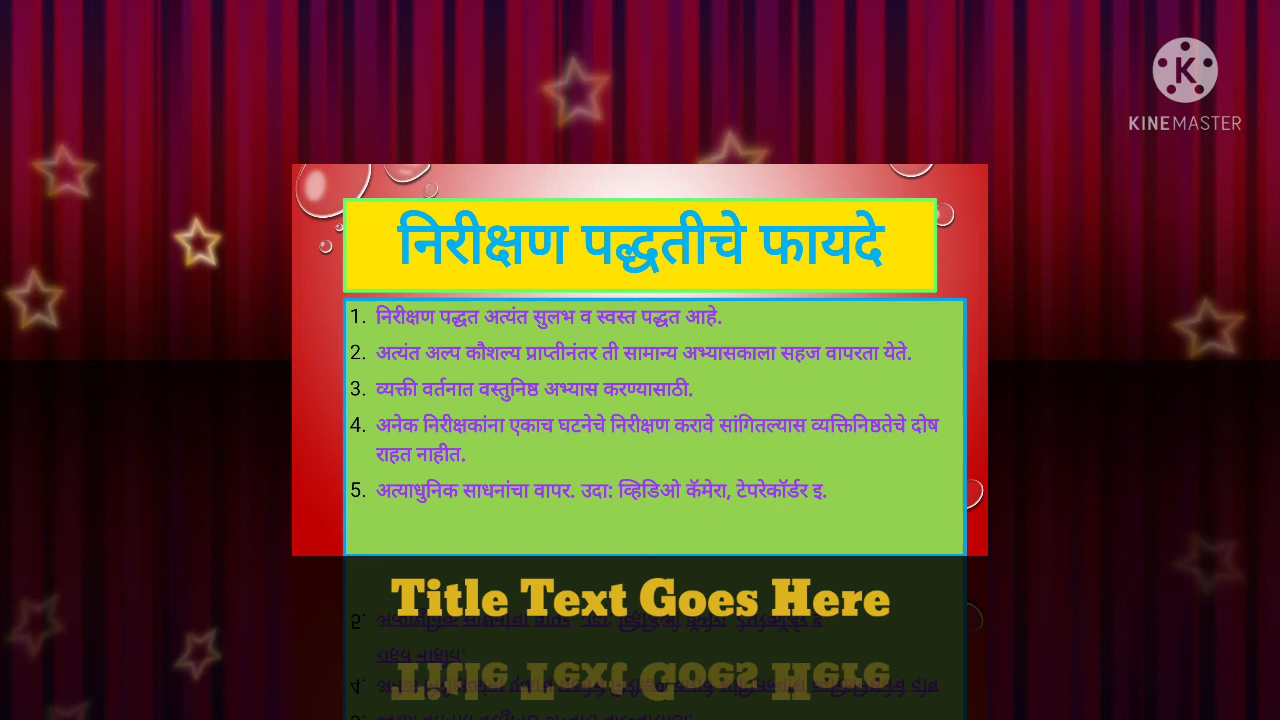 KINEMASTER
निरीक्षण पद्धतीचे फायदे
1. निरीक्षण पद्धत अत्यंत सुलभ व स्वस्त पद्धत आहे.
2. अत्यंत अल्प कौशल्य प्राप्तीनंतर ती सामान्य अभ्यासकाला सहज वापरता येते.
3. व्यक्ती वर्तनात वस्तुनिष्ठ अभ्यास करण्यासाठी.
4. अनेक निरीक्षकांना एकाच घटनेचे निरीक्षण करावे सांगितल्यास व्यक्तिनिष्ठतेचे दोष
राहत नाहीत.
5. अत्याधुनिक साधनांचा वापर. उदा: व्हिडिओ कॅमेरा, टेपरेकॉर्डर इ.
Title Text Goes Here